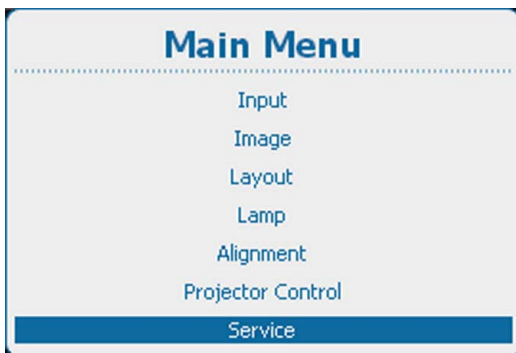 Main Menu
Input
Image
Layout
Lamp
Alignment
Projector Control
Service